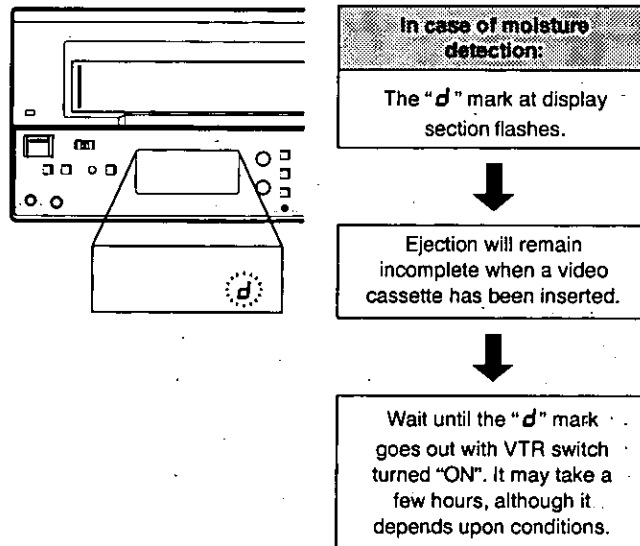 d
In case of moisture
detection:
The "d" mark at display
section flashes.
Ejection will remain
incomplete when a video
cassette has been inserted.
Wait until the "d" mark
goes out with VTR switch
turned "ON". It may take a
few hours, although it
depends upon conditions.